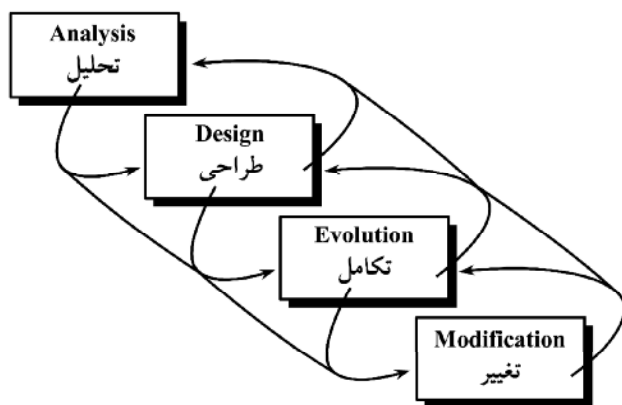 Analysis
تحلیل
Design
طراحی
Evolution
تکامل
Modification
تغییر